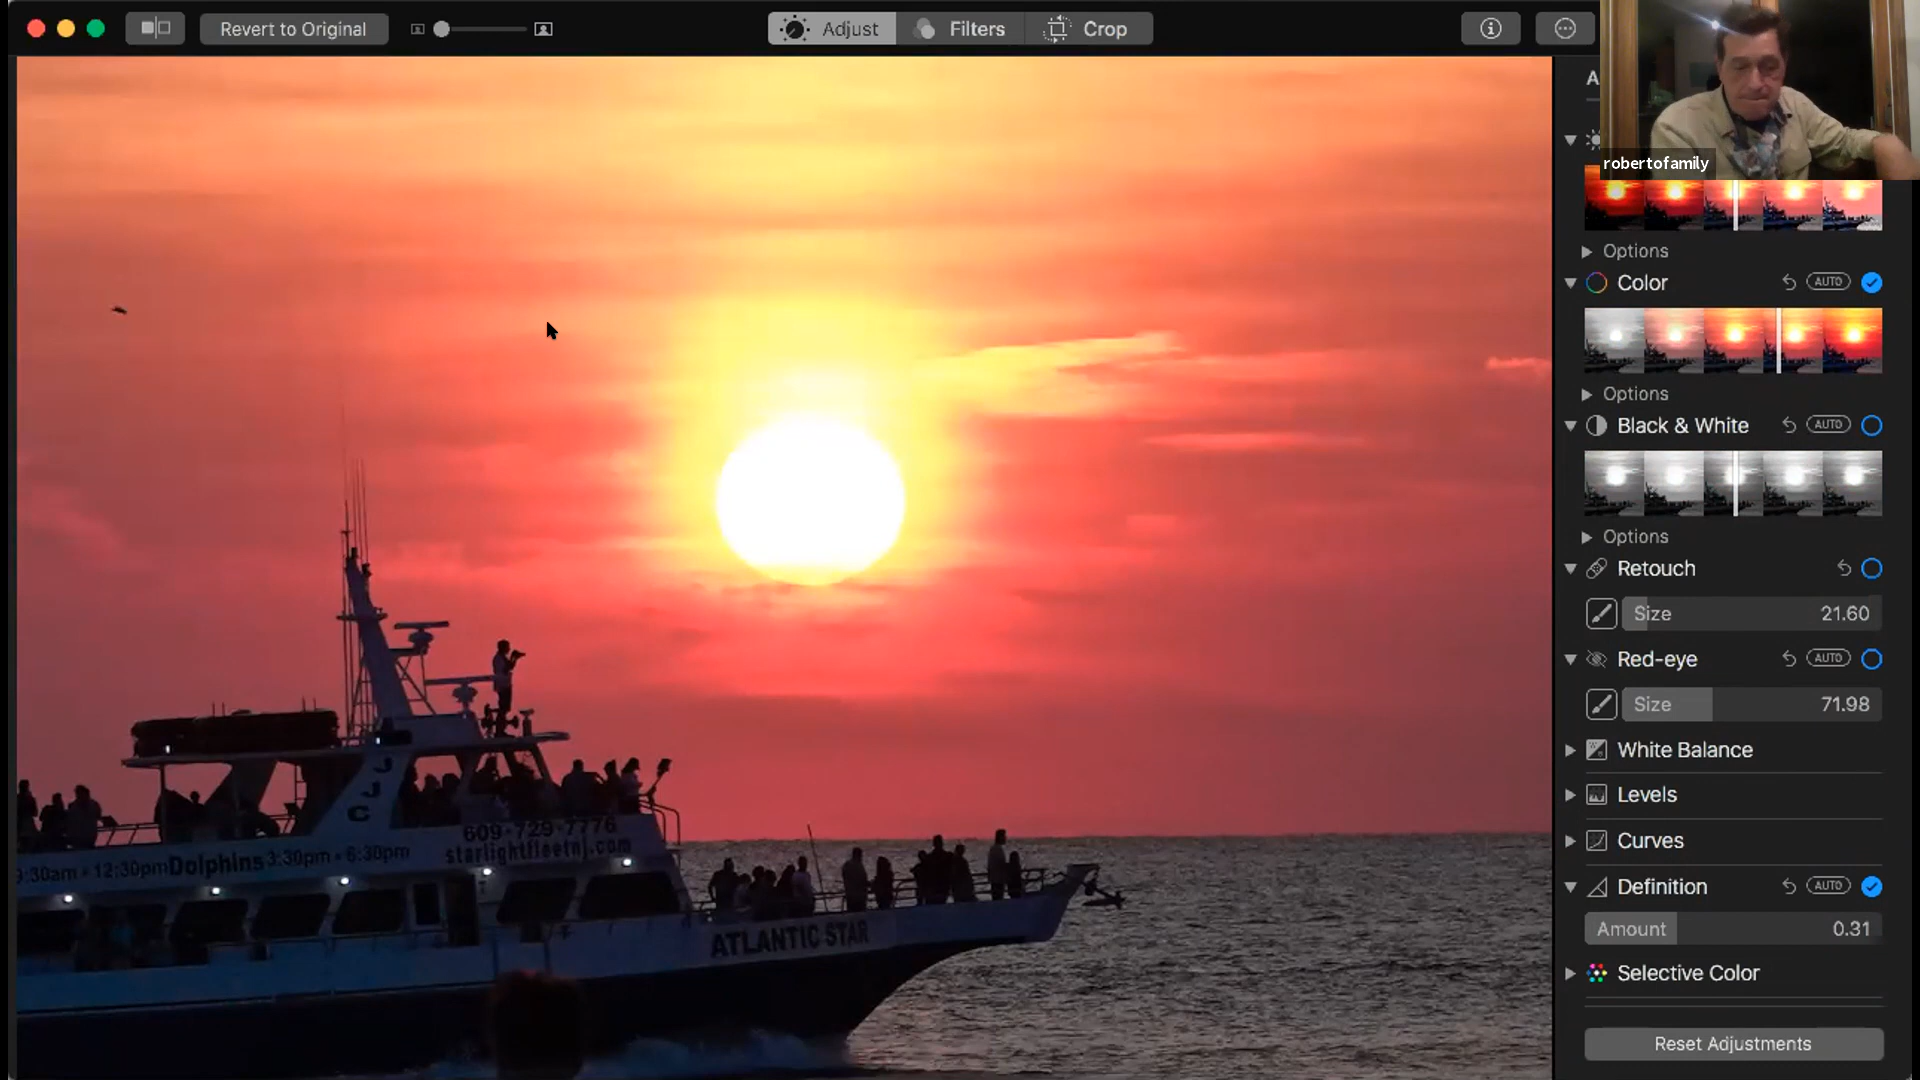 Revert to Original
Adjust
Filters
Crop
A
robertofamily
Options
Color
AUTO
Options
Black & White
AUTO
Options
Retouch
Size
21.60
Red-eye
AUTO
Size
71.98
White Balance
Levels
Curves
Definition
AUTO
Amount
0.31
Selective Color
Reset Adjustments
JJC
609-729-7776
starlightfleetnj.com
9:30am - 12:30pm Dolphins 3:30pm - 6:30pm
ATLANTIC STAR